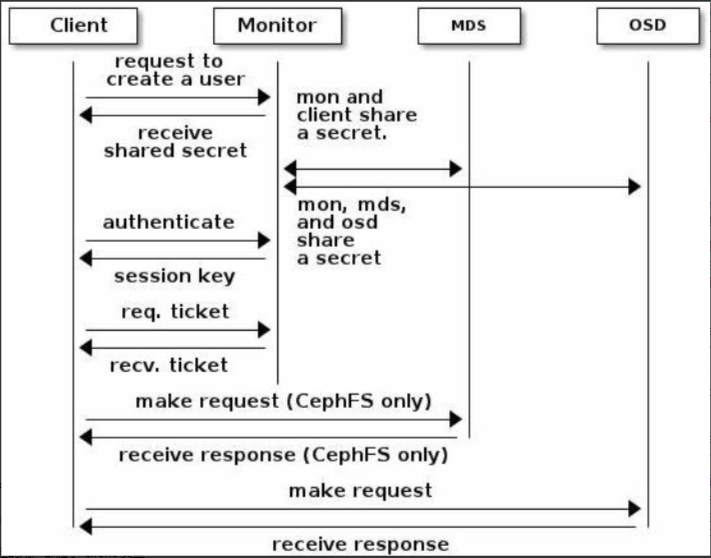 Client
Monitor
MDS
OSD
request to
create a user
mon and
client share
a secret.
receive
shared secret
mon, mds,
and osd
share
a secret
authenticate
session key
req. ticket
recv. ticket
make request (CephFS only)
receive response (CephFS only)
make request
receive response